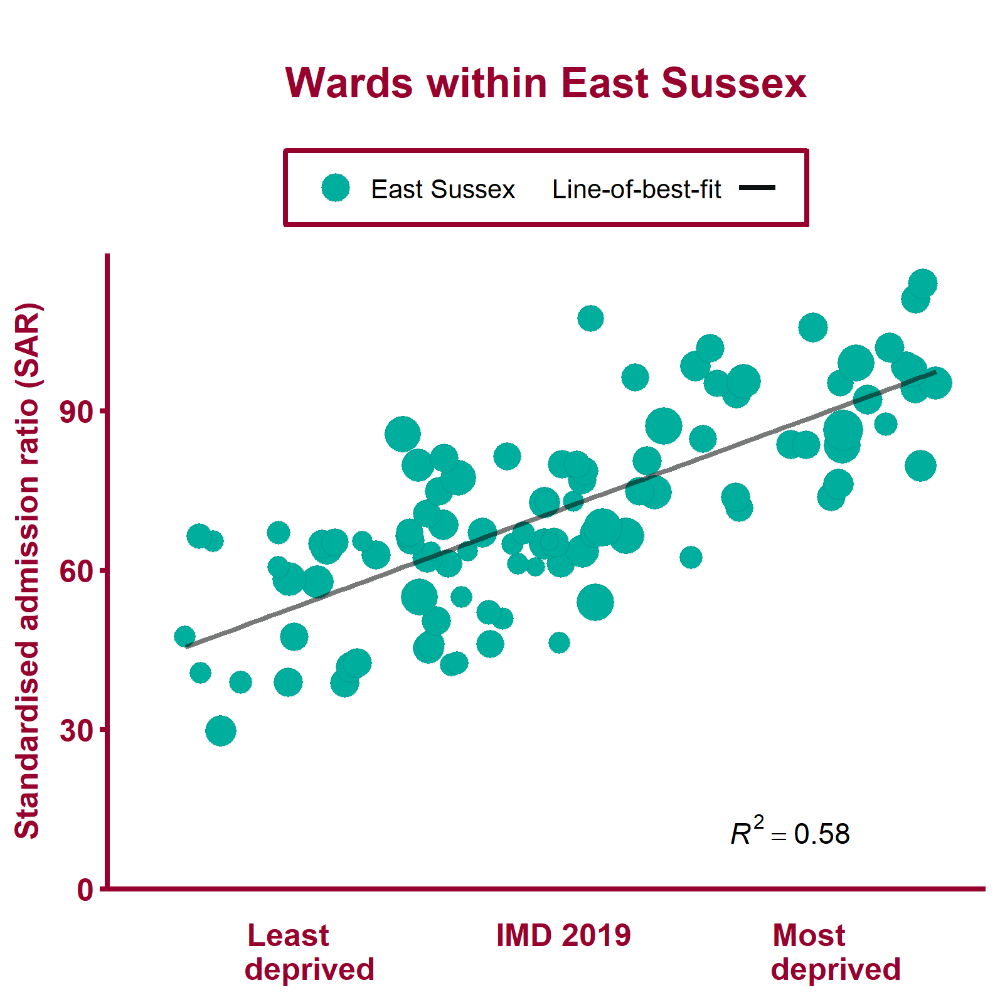 Wards within East Sussex
East Sussex Line-of-best-fit
Standardised admission ratio (SAR)
90
60
30
0
R² = 0.58
Least IMD 2019 Most
deprived deprived